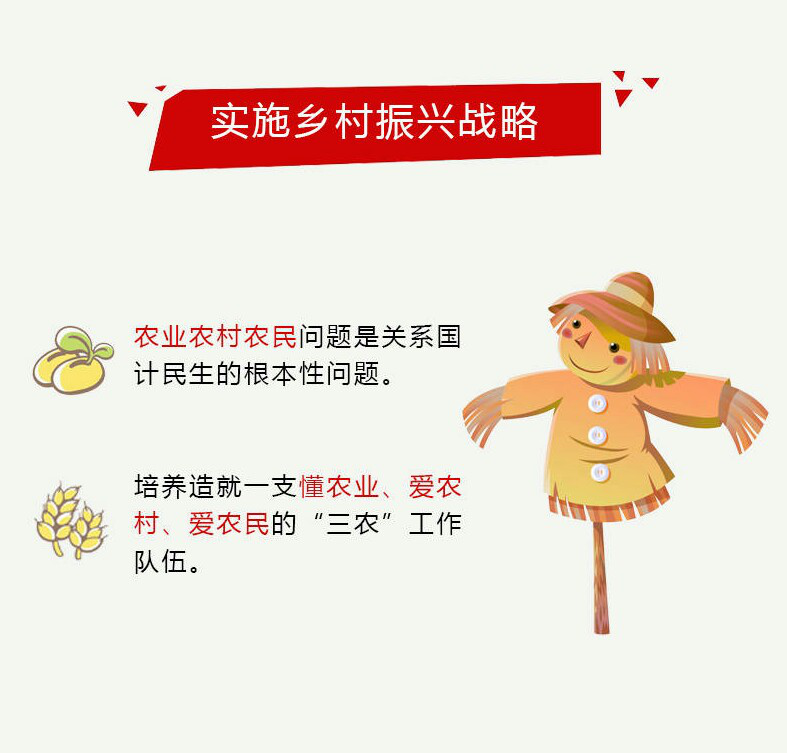 实施乡村振兴战略
农业农村农民问题是关系国
计民生的根本性问题。
培养造就一支懂农业、爱农
村、爱农民的“三农”工作
队伍。